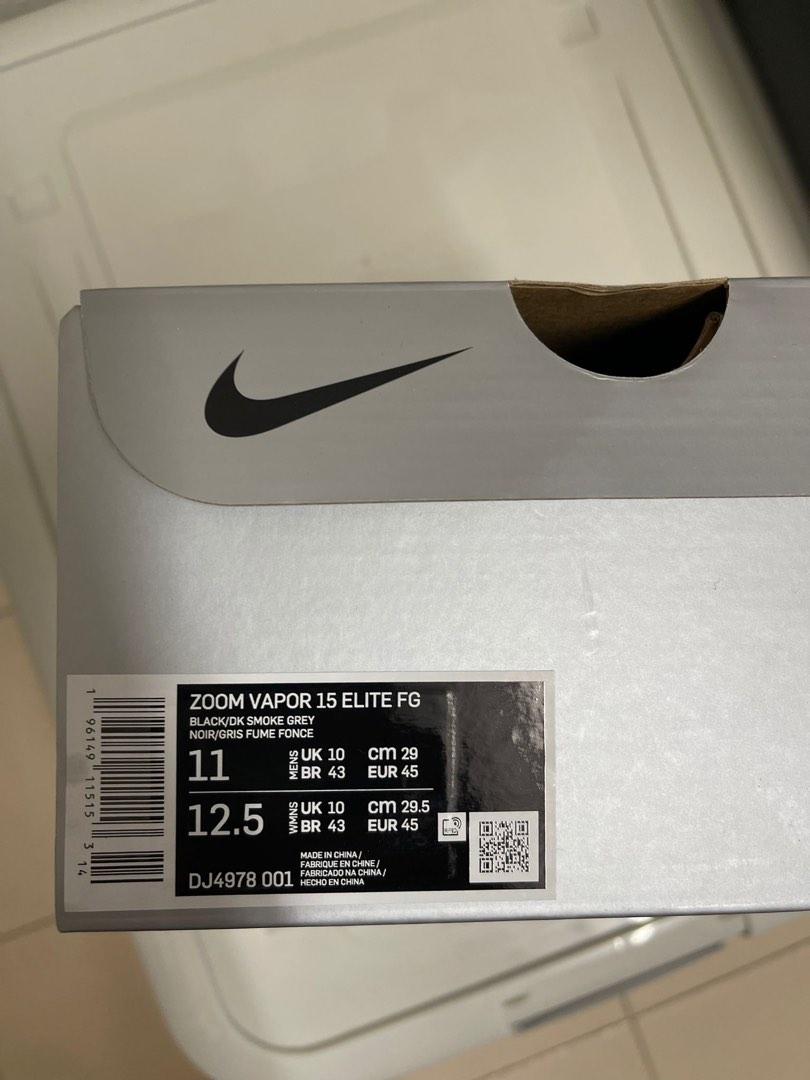 ZOOM VAPOR 15 ELITE FG
BLACK/DK SMOKE GREY
NOIR/GRIS FUME FONCE
11 MENS UK 10 CM 29
BR 43 EUR 45
12.5 WMNS UK 10 CM 29.5
BR 43 EUR 45
DJ4978 001
MADE IN CHINA /
FABRIQUE EN CHINE /
FABRICADO NA CHINA /
HECHO EN CHINA
1 96149 11515 3 14